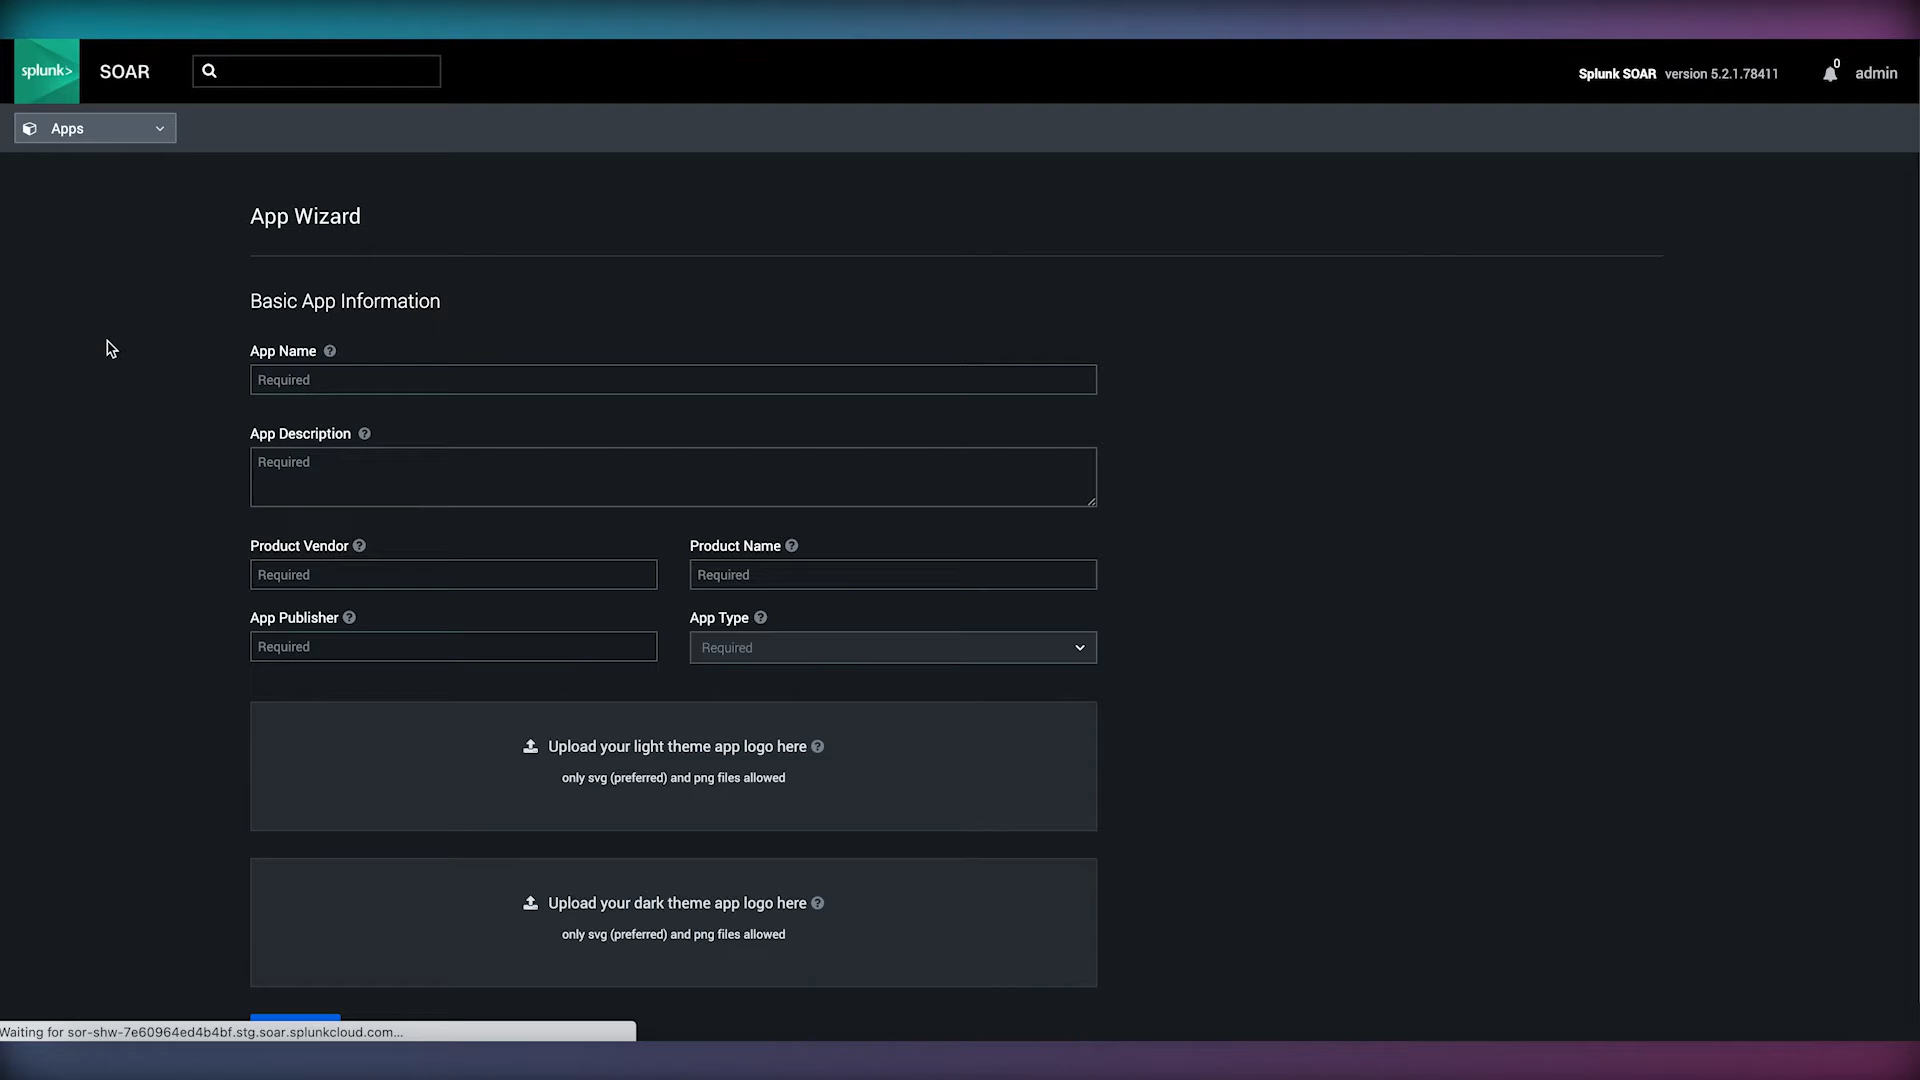 splunk>
SOAR
Splunk SOAR version 5.2.1.78411
0
admin
Apps
App Wizard
Basic App Information
App Name
Required
App Description
Required
Product Vendor
Product Name
Required
Required
App Publisher
App Type
Required
Required
Upload your light theme app logo here
only svg (preferred) and png files allowed
Upload your dark theme app logo here
only svg (preferred) and png files allowed
Waiting for sor-shw-7e60964ed4b4bf.stg.soar.splunkcloud.com...